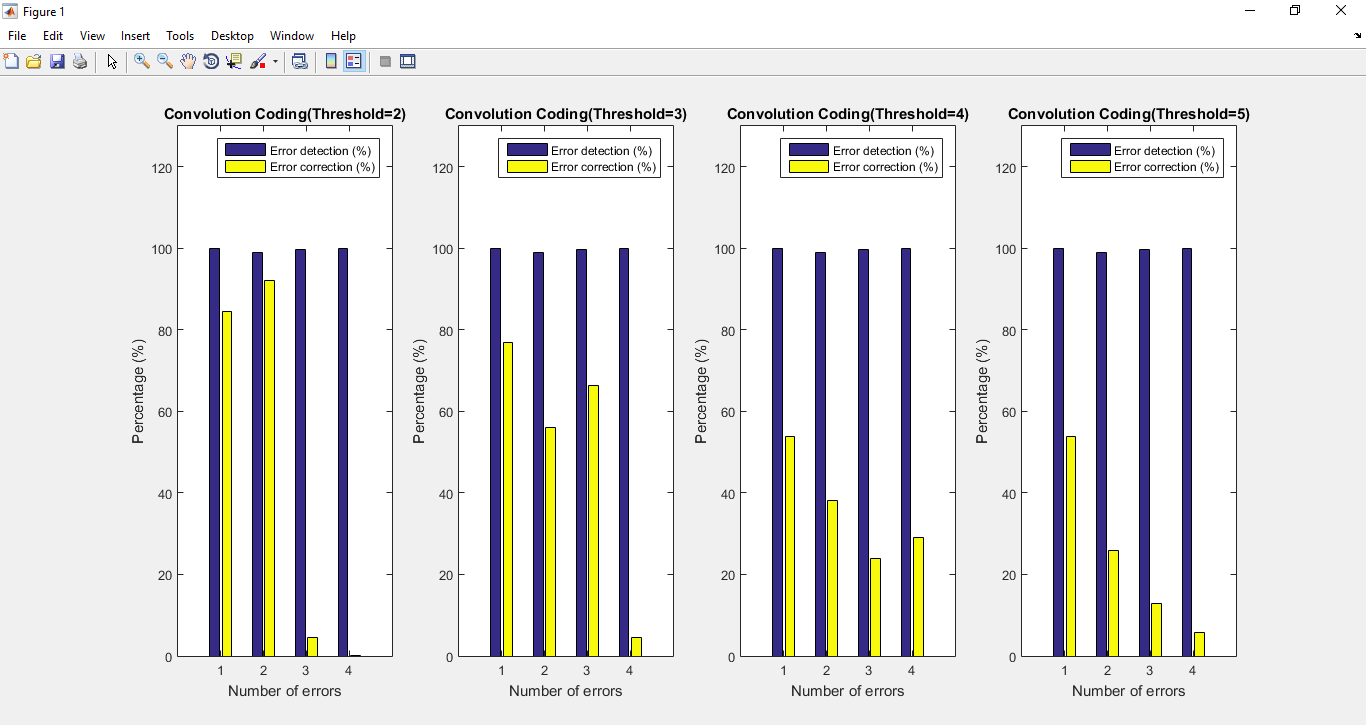 Figure 1
File Edit View Insert Tools Desktop Window Help
Convolution Coding(Threshold=2)
Error detection (%)
Error correction (%)
120
100
80
60
40
20
0
Percentage (%)
1 2 3 4
Number of errors
Convolution Coding(Threshold=3)
Error detection (%)
Error correction (%)
120
100
80
60
40
20
0
Percentage (%)
1 2 3 4
Number of errors
Convolution Coding(Threshold=4)
Error detection (%)
Error correction (%)
120
100
80
60
40
20
0
Percentage (%)
1 2 3 4
Number of errors
Convolution Coding(Threshold=5)
Error detection (%)
Error correction (%)
120
100
80
60
40
20
0
Percentage (%)
1 2 3 4
Number of errors